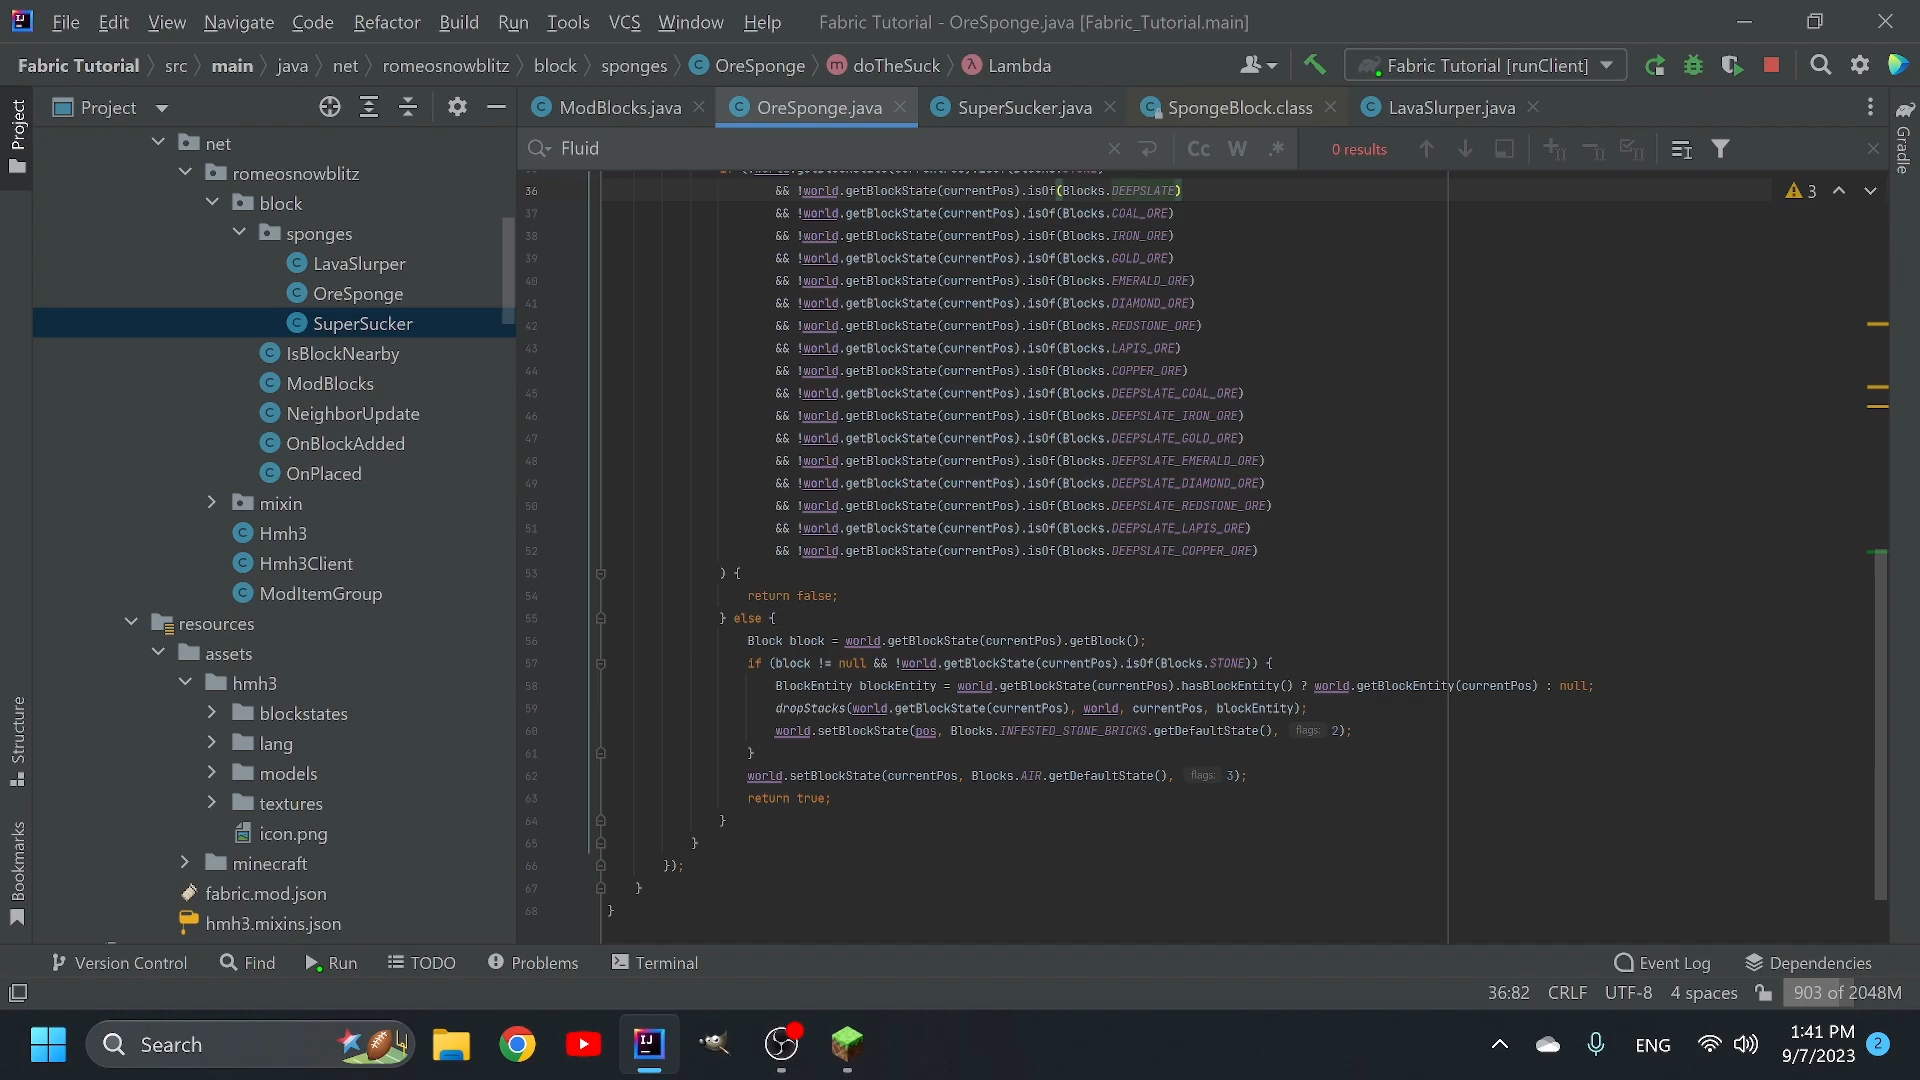 File Edit View Navigate Code Refactor Build Run Tools VCS Window Help Fabric Tutorial - OreSponge.java [Fabric_Tutorial.main]
Fabric Tutorial src main java net romeosnowblitz block sponges OreSponge doTheSuck Lambda Fabric Tutorial [runClient]
Project
ModBlocks.java OreSponge.java SuperSucker.java SpongeBlock.class LavaSlurper.java
Fluid Cc W .* 0 results
net
romeosnowblitz
block
sponges
LavaSlurper
OreSponge
SuperSucker
IsBlockNearby
ModBlocks
NeighborUpdate
OnBlockAdded
OnPlaced
mixin
Hmh3
Hmh3Client
ModItemGroup
resources
assets
hmh3
blockstates
lang
models
textures
icon.png
minecraft
fabric.mod.json
hmh3.mixins.json
Project
Structure
Bookmarks
Gradle
36 && !world.getBlockState(currentPos).isOf(Blocks.DEEPSLATE) 3
37 && !world.getBlockState(currentPos).isOf(Blocks.COAL_ORE)
38 && !world.getBlockState(currentPos).isOf(Blocks.IRON_ORE)
39 && !world.getBlockState(currentPos).isOf(Blocks.GOLD_ORE)
40 && !world.getBlockState(currentPos).isOf(Blocks.EMERALD_ORE)
41 && !world.getBlockState(currentPos).isOf(Blocks.DIAMOND_ORE)
42 && !world.getBlockState(currentPos).isOf(Blocks.REDSTONE_ORE)
43 && !world.getBlockState(currentPos).isOf(Blocks.LAPIS_ORE)
44 && !world.getBlockState(currentPos).isOf(Blocks.COPPER_ORE)
45 && !world.getBlockState(currentPos).isOf(Blocks.DEEPSLATE_COAL_ORE)
46 && !world.getBlockState(currentPos).isOf(Blocks.DEEPSLATE_IRON_ORE)
47 && !world.getBlockState(currentPos).isOf(Blocks.DEEPSLATE_GOLD_ORE)
48 && !world.getBlockState(currentPos).isOf(Blocks.DEEPSLATE_EMERALD_ORE)
49 && !world.getBlockState(currentPos).isOf(Blocks.DEEPSLATE_DIAMOND_ORE)
50 && !world.getBlockState(currentPos).isOf(Blocks.DEEPSLATE_REDSTONE_ORE)
51 && !world.getBlockState(currentPos).isOf(Blocks.DEEPSLATE_LAPIS_ORE)
52 && !world.getBlockState(currentPos).isOf(Blocks.DEEPSLATE_COPPER_ORE)
53 ) {
54 return false;
55 } else {
56 Block block = world.getBlockState(currentPos).getBlock();
57 if (block != null && !world.getBlockState(currentPos).isOf(Blocks.STONE)) {
58 BlockEntity blockEntity = world.getBlockState(currentPos).hasBlockEntity() ? world.getBlockEntity(currentPos) : null;
59 dropStacks(world.getBlockState(currentPos), world, currentPos, blockEntity);
60 world.setBlockState(pos, Blocks.INFESTED_STONE_BRICKS.getDefaultState(), flags: 2);
61 }
62 world.setBlockState(currentPos, Blocks.AIR.getDefaultState(), flags: 3);
63 return true;
64 }
65 }
66 });
67 }
68 }
Version Control Find Run TODO Problems Terminal Event Log Dependencies
36:82 CRLF UTF-8 4 spaces 903 of 2048M
Search ENG 1:41 PM
9/7/2023 2